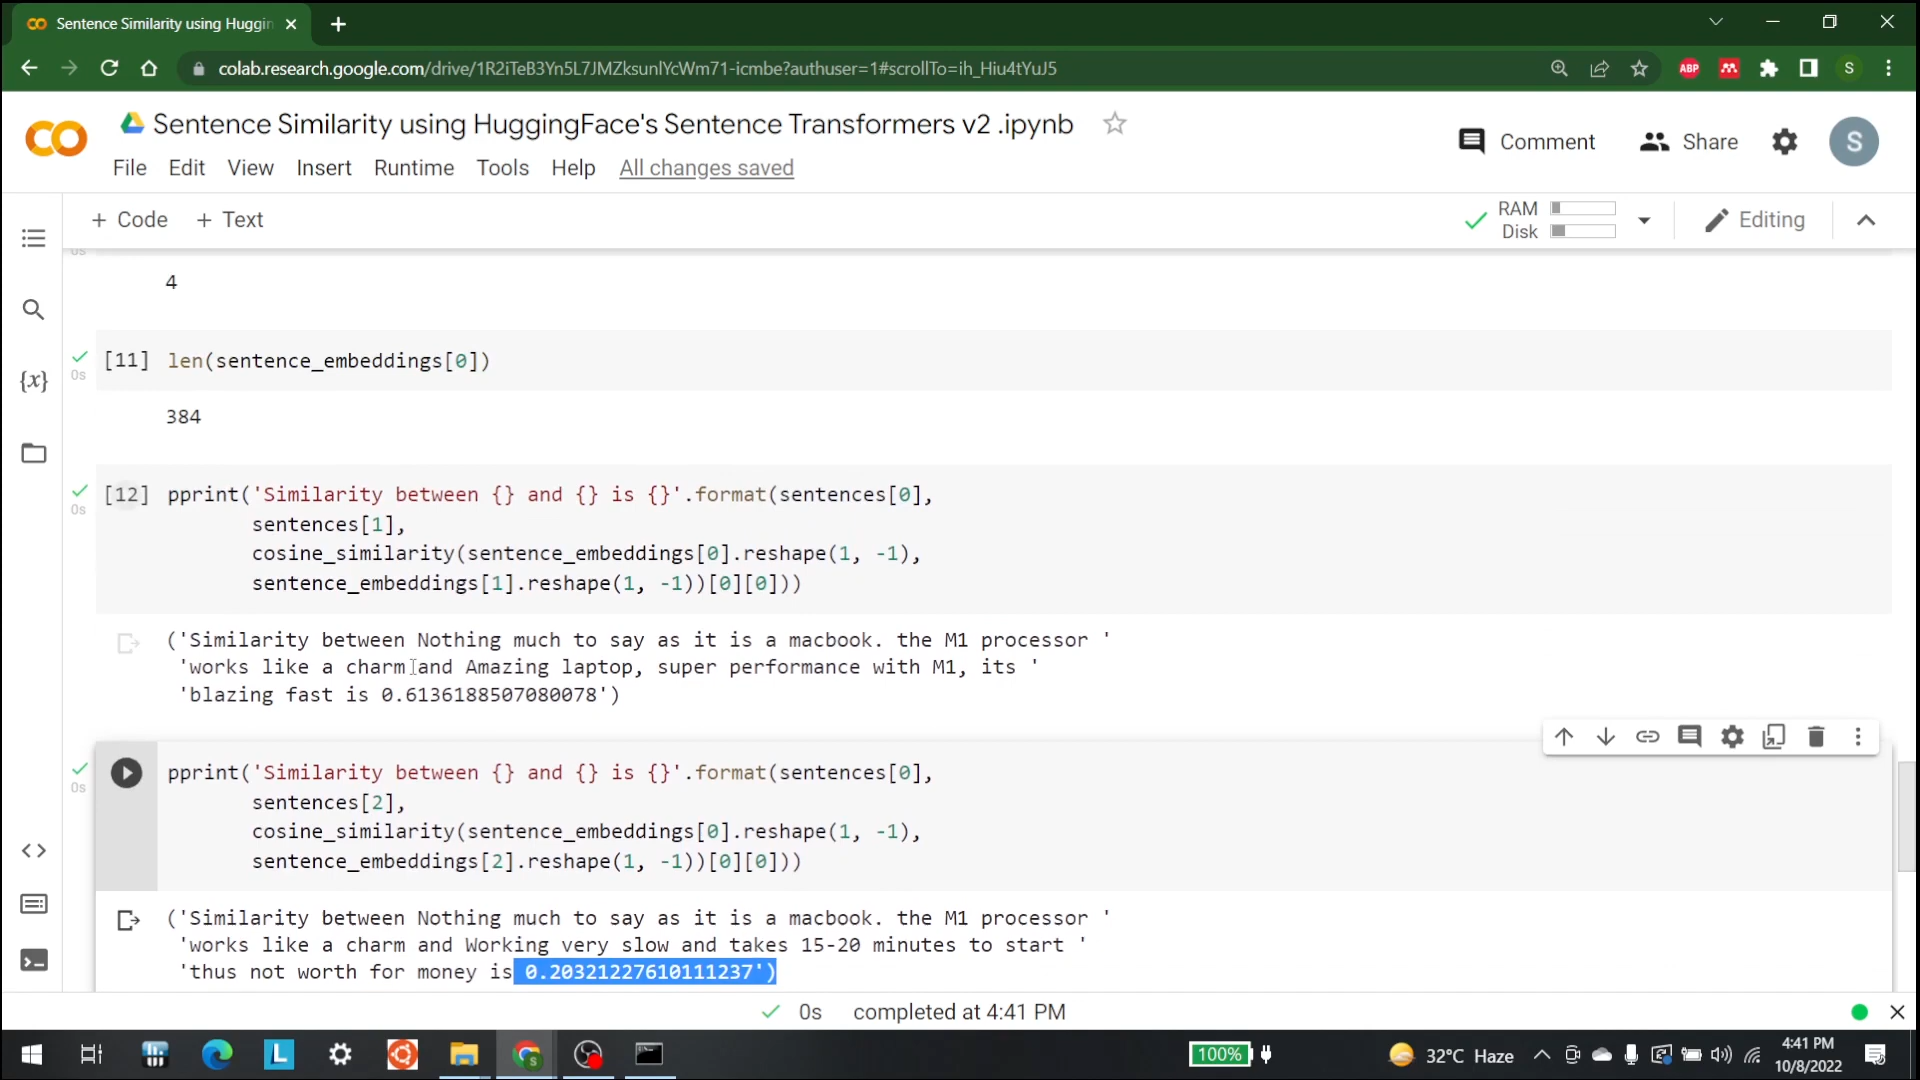 Sentence Similarity using Huggin
colab.research.google.com/drive/1R2iTeB3Yn5L7JMZksunlYcWm71-icmbe?authuser=1#scrollTo=ih_Hiu4tYuJ5
ABP
S
Sentence Similarity using HuggingFace's Sentence Transformers v2 .ipynb
Comment
Share
S
File Edit View Insert Runtime Tools Help All changes saved
+ Code + Text
RAM
Disk
Editing
0s
4
[11] len(sentence_embeddings[0])
0s
384
[12] pprint('Similarity between {} and {} is {}'.format(sentences[0],
0s
sentences[1],
cosine_similarity(sentence_embeddings[0].reshape(1, -1),
sentence_embeddings[1].reshape(1, -1))[0][0]))
('Similarity between Nothing much to say as it is a macbook. the M1 processor '
'works like a charm and Amazing laptop, super performance with M1, its '
'blazing fast is 0.6136188507080078')
pprint('Similarity between {} and {} is {}'.format(sentences[0],
0s
sentences[2],
cosine_similarity(sentence_embeddings[0].reshape(1, -1),
sentence_embeddings[2].reshape(1, -1))[0][0]))
('Similarity between Nothing much to say as it is a macbook. the M1 processor '
'works like a charm and Working very slow and takes 15-20 minutes to start '
'thus not worth for money is 0.20321227610111237')
0s completed at 4:41 PM
L
100%
32°C Haze
4:41 PM
10/8/2022